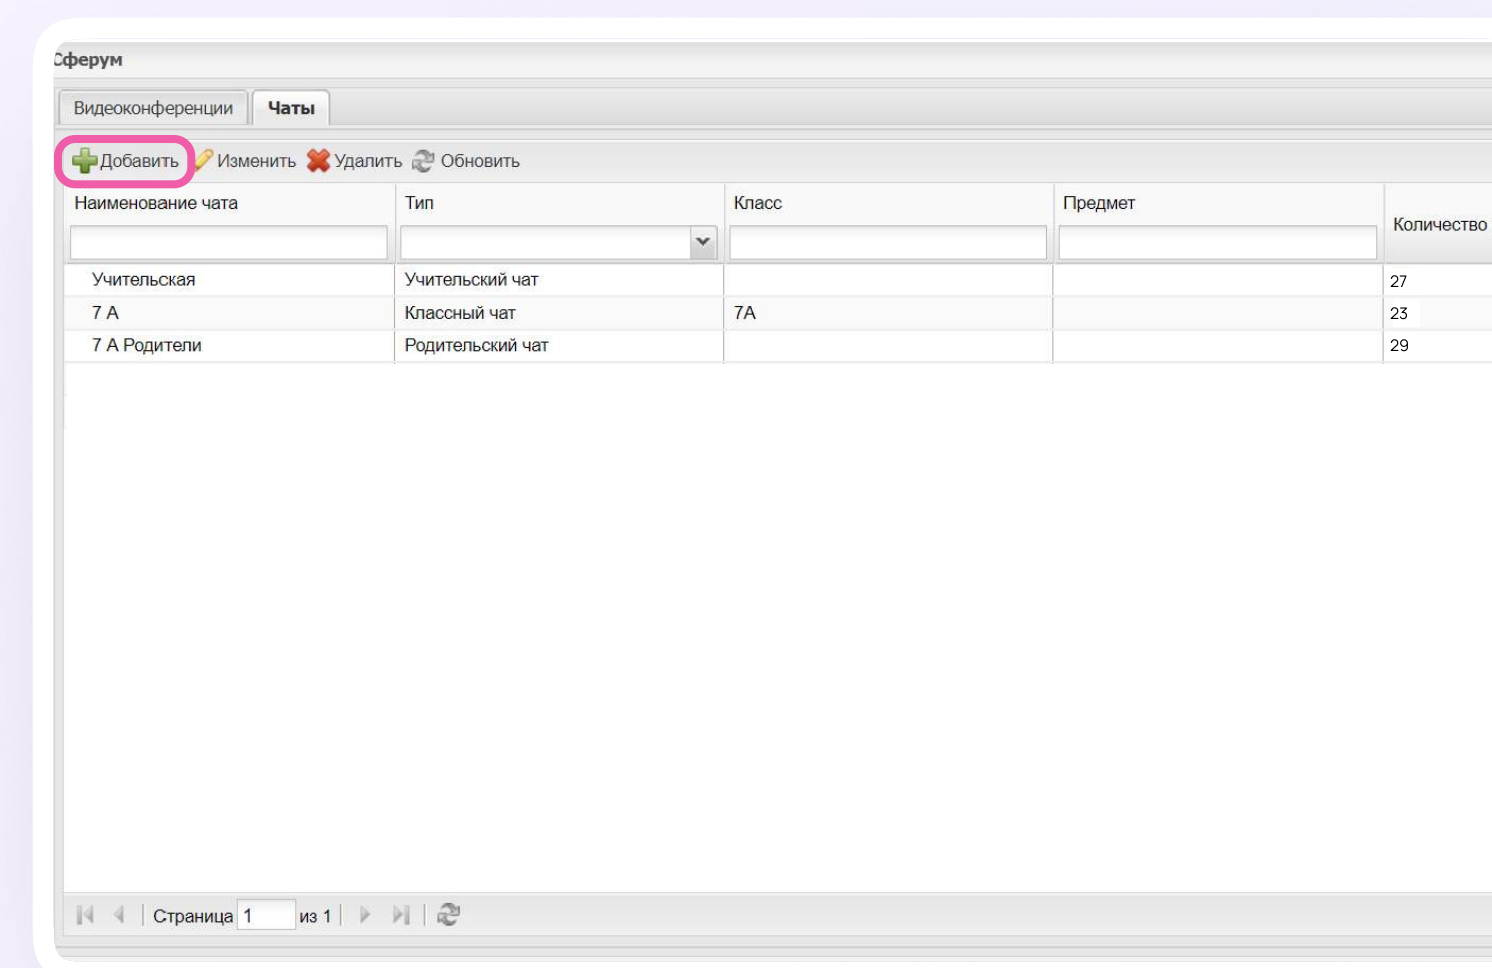 Сферум
Видеоконференции Чаты
Добавить Изменить Удалить Обновить
Наименование чата Тип Класс Предмет Количество
Учительская Учительский чат 27
7 А Классный чат 7А 23
7 А Родители Родительский чат 29
Страница 1 из 1